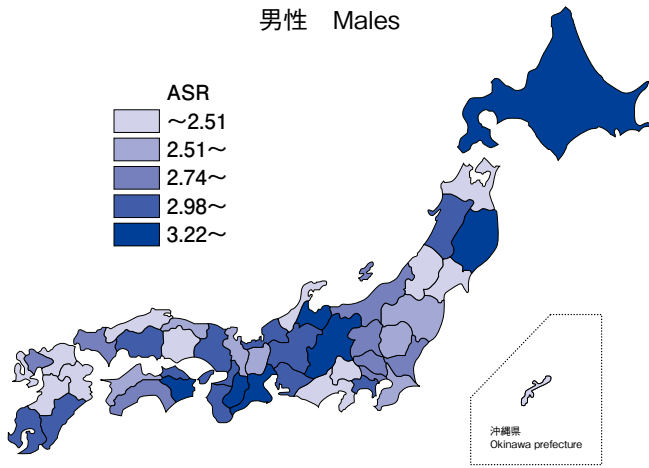 男性　Males
ASR
～2.51
2.51～
2.74～
2.98～
3.22～
沖縄県
Okinawa prefecture